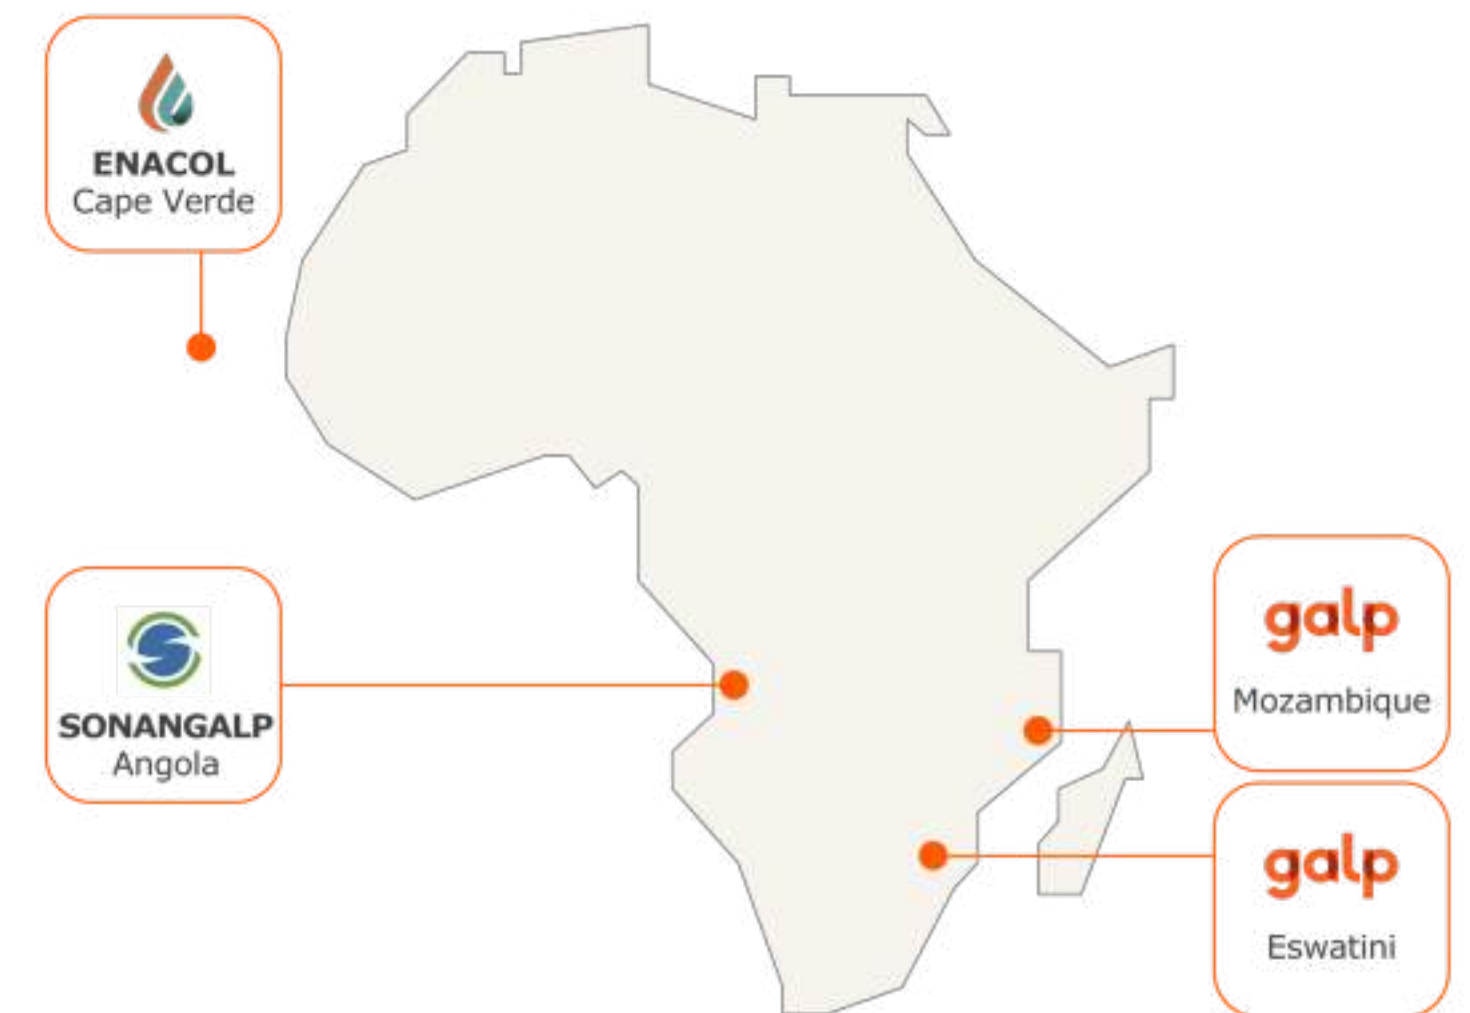 ENACOL
Cape Verde
SONANGALP
Angola
galp
Mozambique
galp
Eswatini